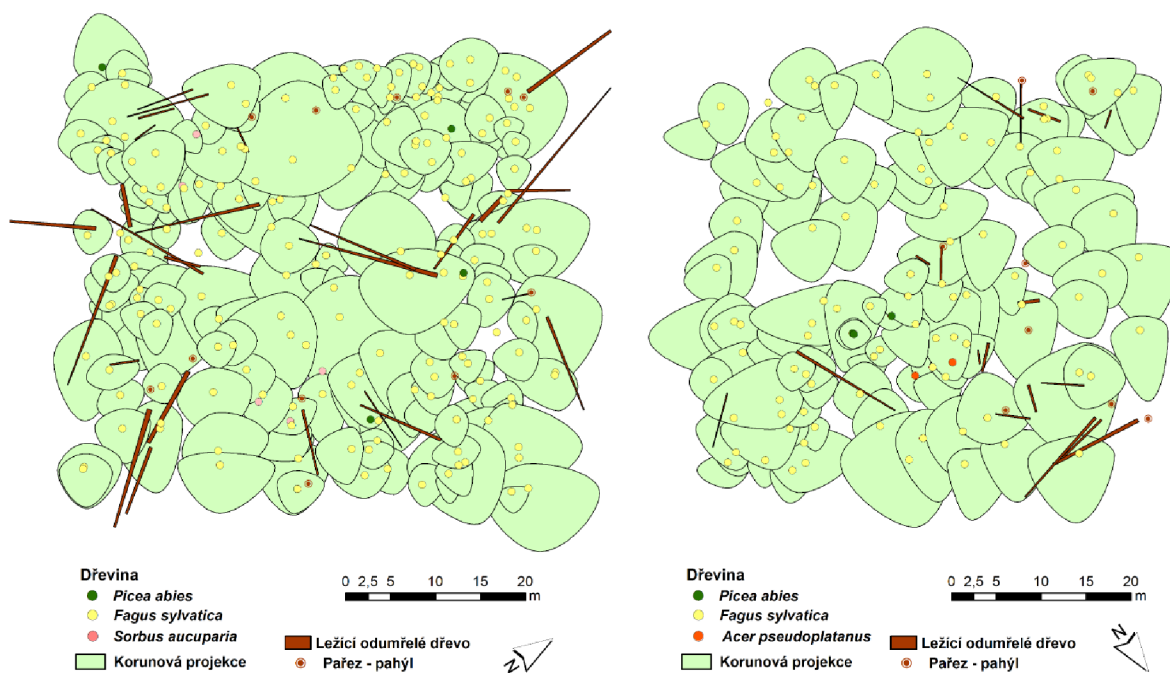 Dřevina
Picea abies
Fagus sylvatica
Sorbus aucuparia
Korunová projekce
0 2,5 5 10 15 20
m
Ležící odumřelé dřevo
Pařez - pahýl
N
Dřevina
Picea abies
Fagus sylvatica
Acer pseudoplatanus
Korunová projekce
0 2,5 5 10 15 20
m
Ležící odumřelé dřevo
Pařez - pahýl
N